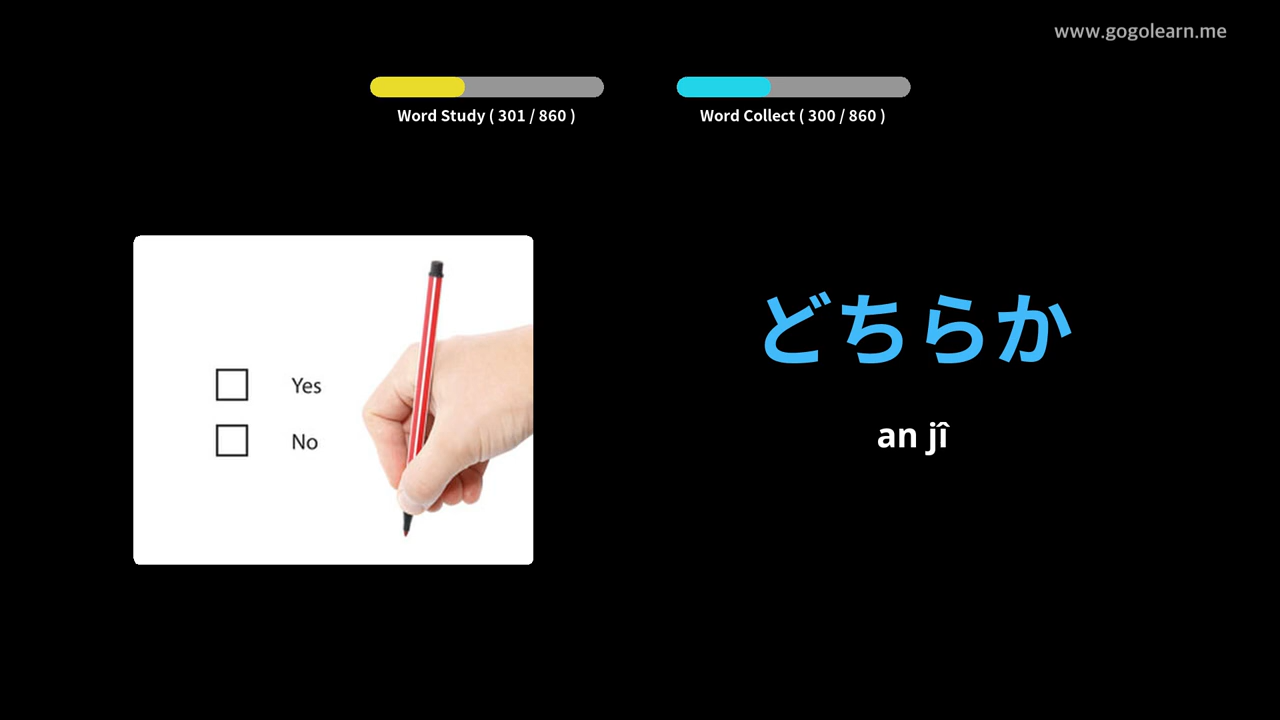 www.gogolearn.me
Word Study ( 301 / 860 )
Word Collect ( 300 / 860 )
Yes
No
どちらか
an jî